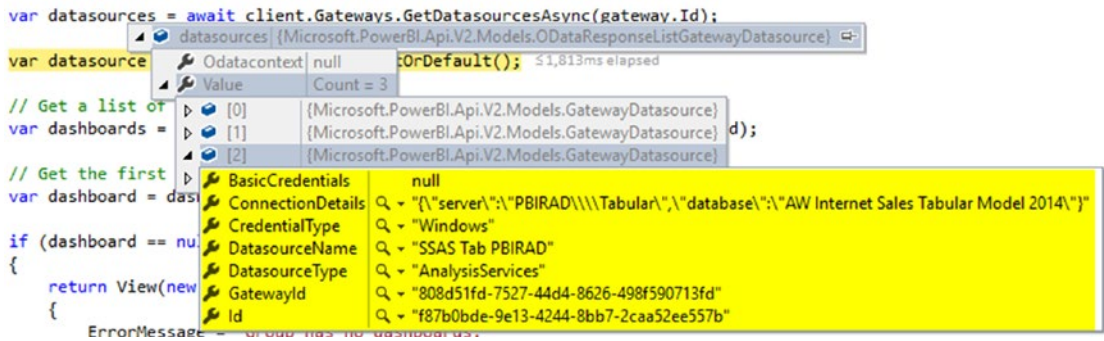 var datasources = await client.Gateways.GetDatasourcesAsync(gateway.Id);
datasources {Microsoft.PowerBI.Api.V2.Models.ODataResponseListGatewayDatasource}
var datasource Odatacontext null tOrDefault(); ≤1,813ms elapsed
Value Count = 3
// Get a list of [0] {Microsoft.PowerBI.Api.V2.Models.GatewayDatasource}
var dashboards = [1] {Microsoft.PowerBI.Api.V2.Models.GatewayDatasource} d);
[2] {Microsoft.PowerBI.Api.V2.Models.GatewayDatasource}
// Get the first BasicCredentials null
var dashboard = das ConnectionDetails "{\"server\":\"PBIRAD\\\\Tabular\",\"database\":\"AW Internet Sales Tabular Model 2014\"}"
CredentialType "Windows"
if (dashboard == nu DatasourceName "SSAS Tab PBIRAD"
{ DatasourceType "AnalysisServices"
return View(new GatewayId "808d51fd-7527-44d4-8626-498f590713fd"
{ Id "f87b0bde-9e13-4244-8bb7-2caa52ee557b"
ErrorMessage = "Group has no dashboards.